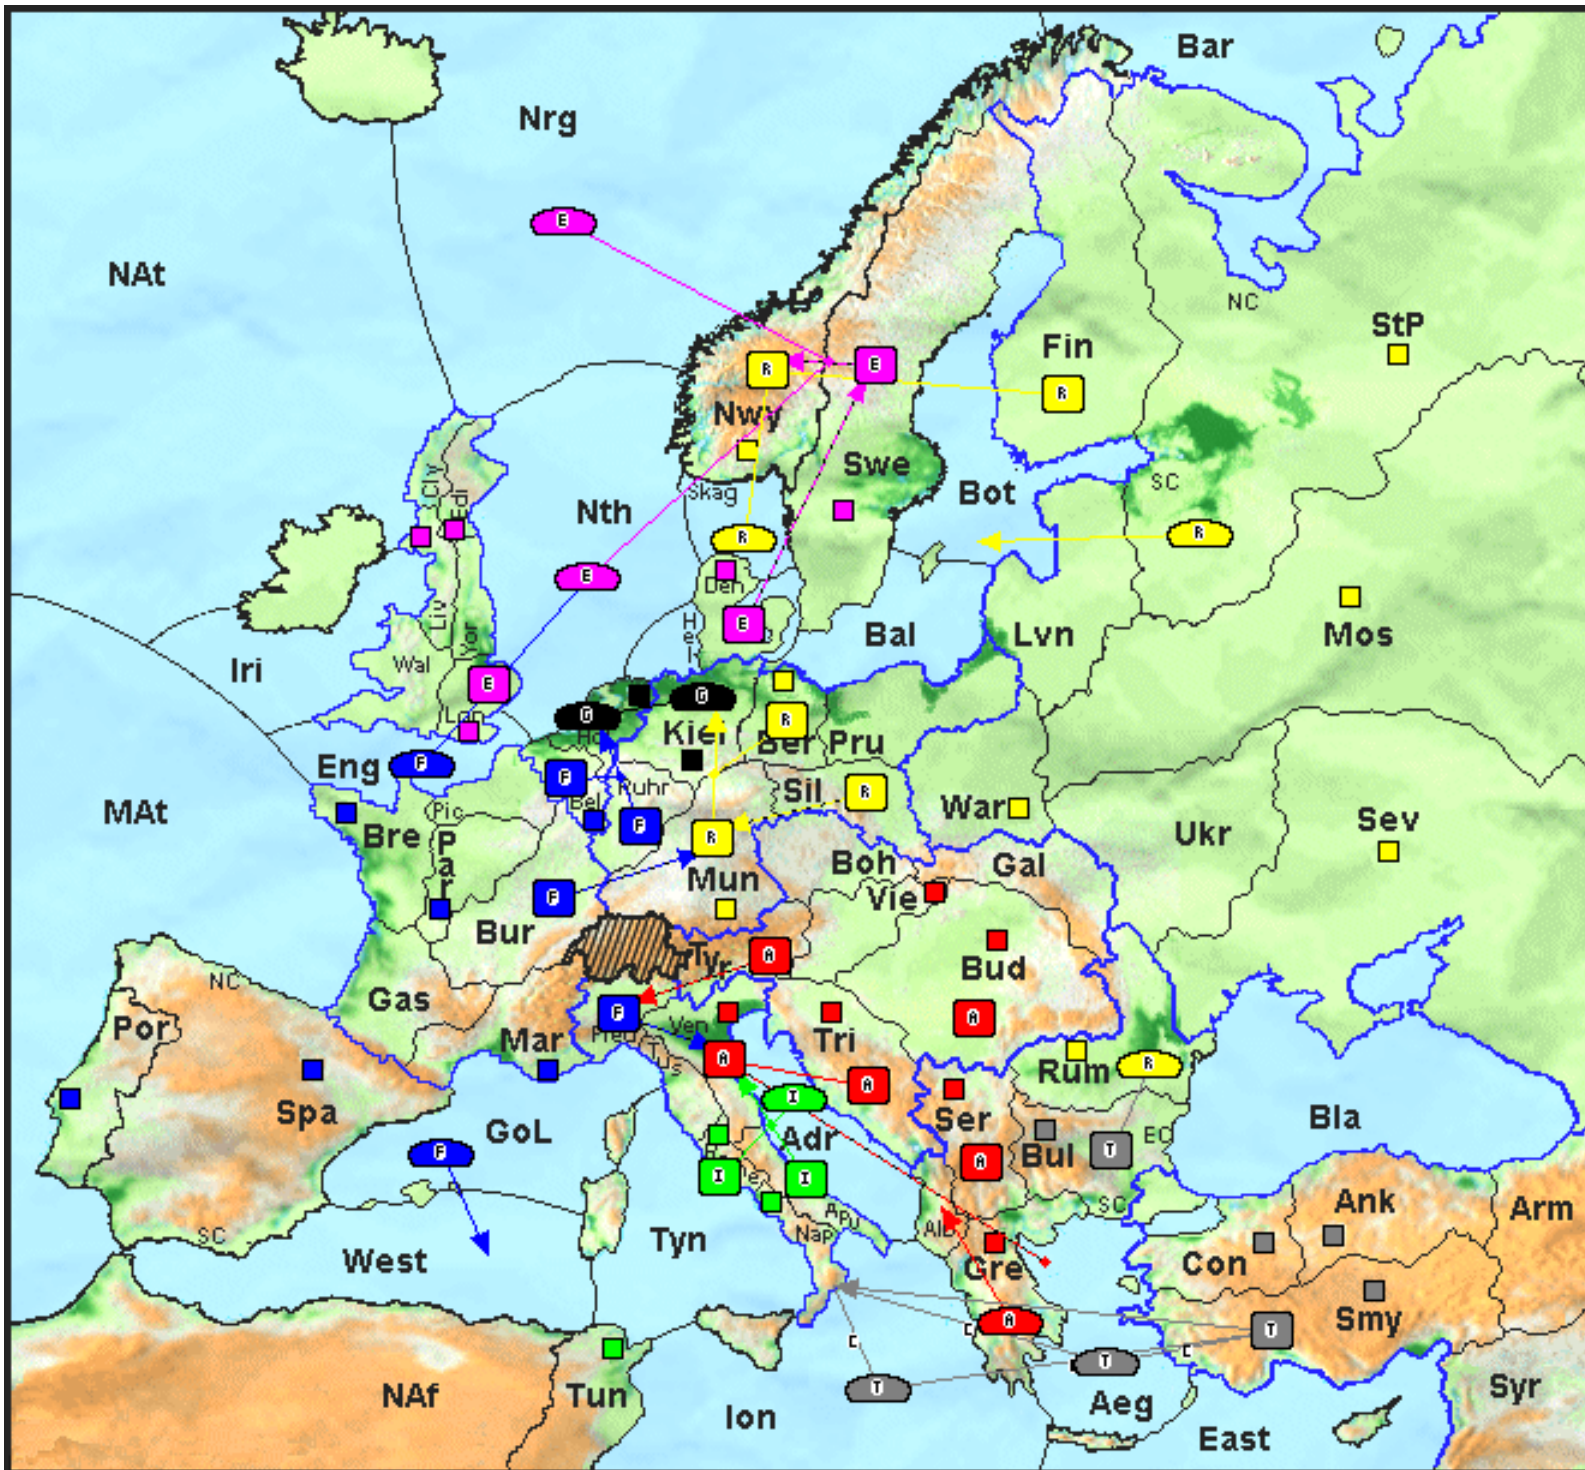 Bar
Nrg
NAt
NC
StP
E
Fin
R
E
R
Nwy
Swe
SC
Skag
Bot
Cly
Edi
Nth
R
R
E
Den
Mos
Liv
Yor
E
Hel
Bal
Lvn
Iri
Wal
E
G
G
Lon
R
Kiel
Ber
Pru
Eng
F
F
Ruhr
Sil
R
War
MAt
Pic
Bel
Bre
Par
F
R
Ukr
Sev
Boh
Gal
Mun
Vie
F
Bur
Tyr
A
Bud
NC
Gas
Por
F
Pied
Ven
A
Mar
Tri
Tus
A
R
Rum
A
I
Spa
GoL
Ser
Bla
F
Adr
EC
Bul
T
A
I
I
Ank
Arm
SC
Apu
Nap
Alb
SC
West
Tyn
Gre
Con
A
T
Smy
C
C
C
T
T
NAf
Tun
Ion
Aeg
Syr
East